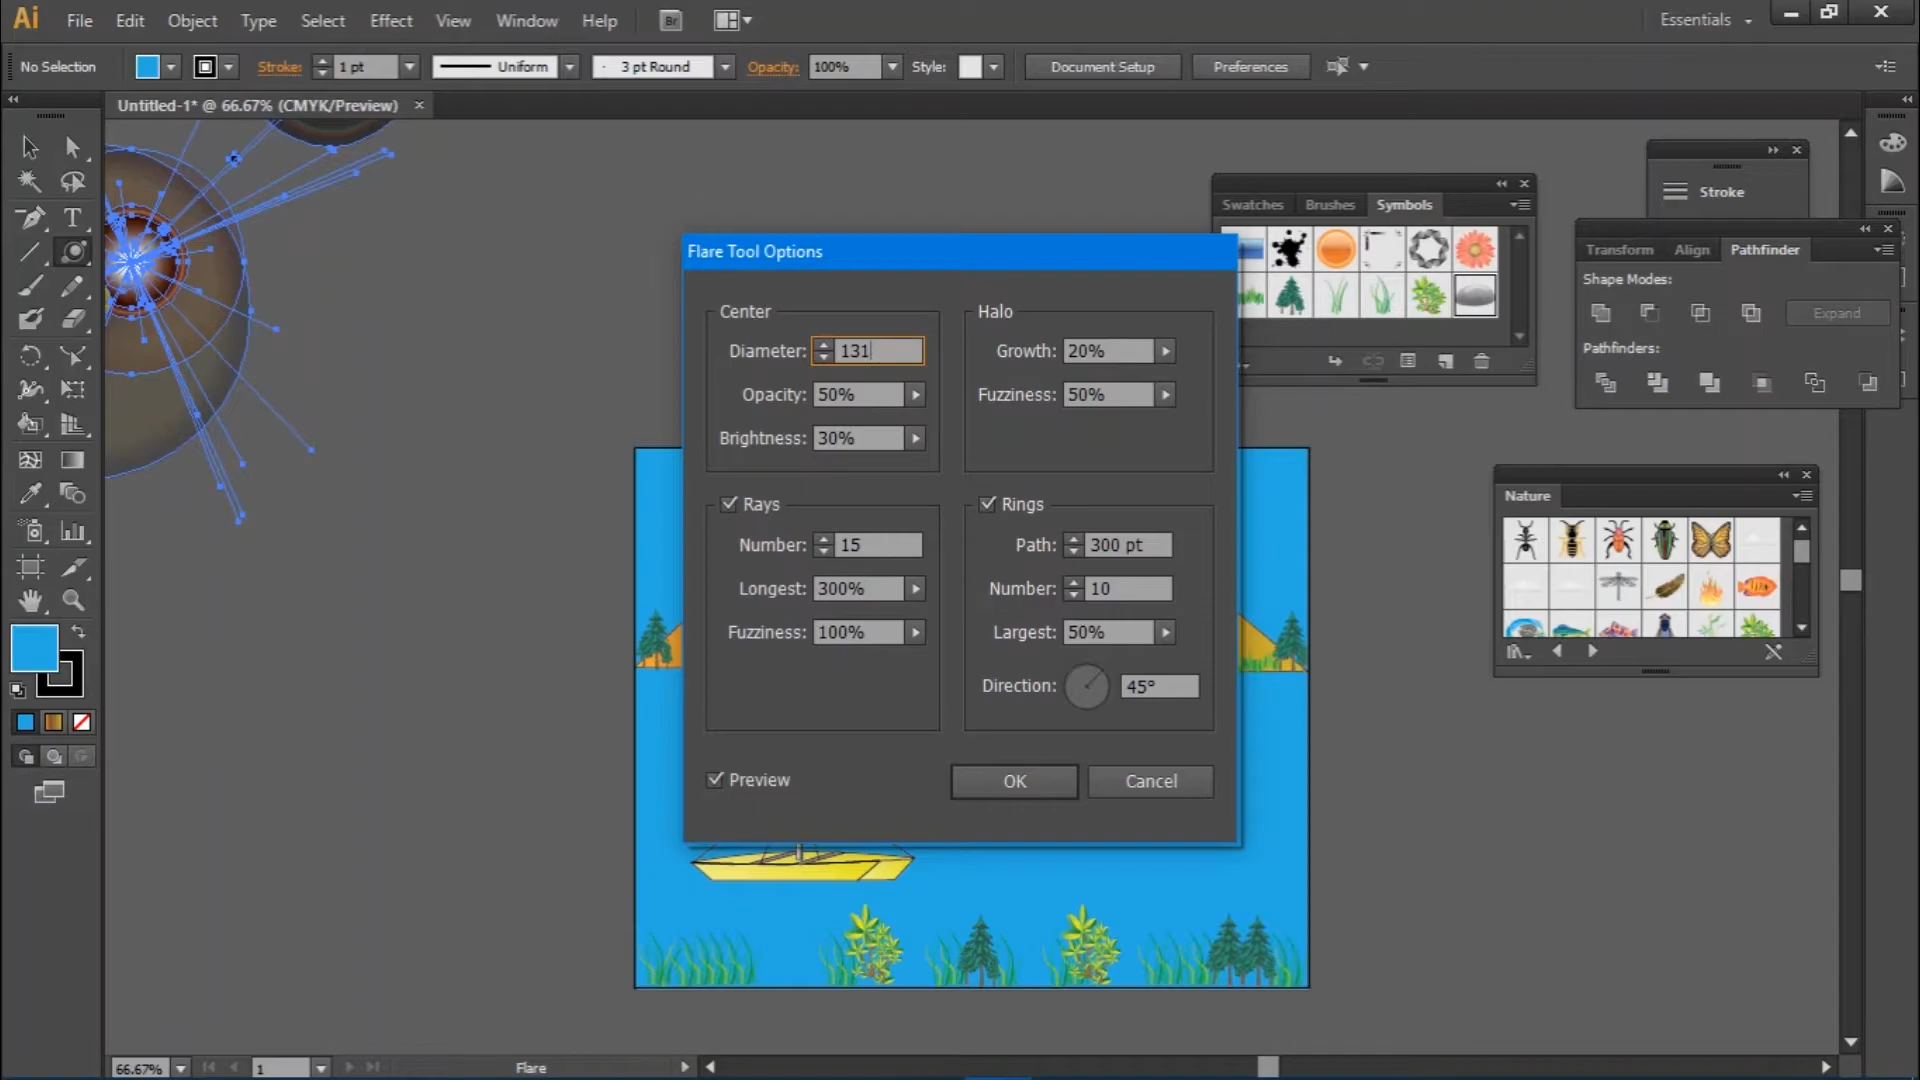 Ai File Edit Object Type Select Effect View Window Help Br Essentials
No Selection Stroke: 1 pt Uniform 3 pt Round Opacity: 100% Style: Document Setup Preferences
Untitled-1* @ 66.67% (CMYK/Preview)
Stroke
Swatches Brushes Symbols
Transform Align Pathfinder
Shape Modes:
Expand
Pathfinders:
Flare Tool Options
Center
Diameter: 131
Opacity: 50%
Brightness: 30%
Halo
Growth: 20%
Fuzziness: 50%
Rays
Number: 15
Longest: 300%
Fuzziness: 100%
Rings
Path: 300 pt
Number: 10
Largest: 50%
Direction: 45°
Preview
OK
Cancel
Nature
T
66.67% 1 Flare